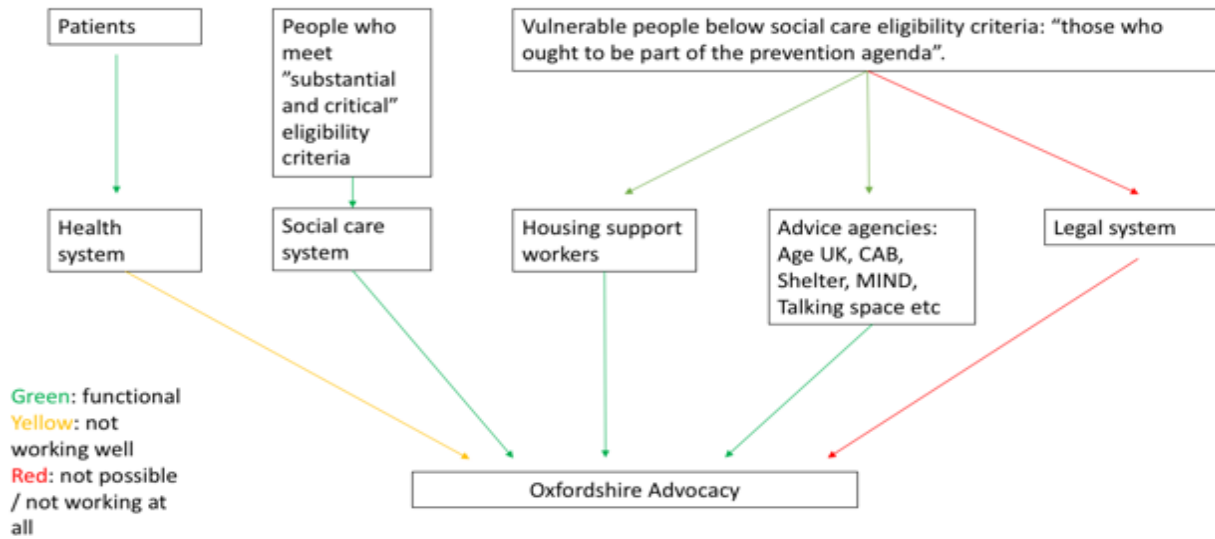 Patients
People who
meet
”substantial
and critical”
eligibility
criteria
Vulnerable people below social care eligibility criteria: “those who
ought to be part of the prevention agenda”.
Health
system
Social care
system
Housing support
workers
Advice agencies:
Age UK, CAB,
Shelter, MIND,
Talking space etc
Legal system
Green: functional
Yellow: not
working well
Red: not possible
/ not working at
all
Oxfordshire Advocacy